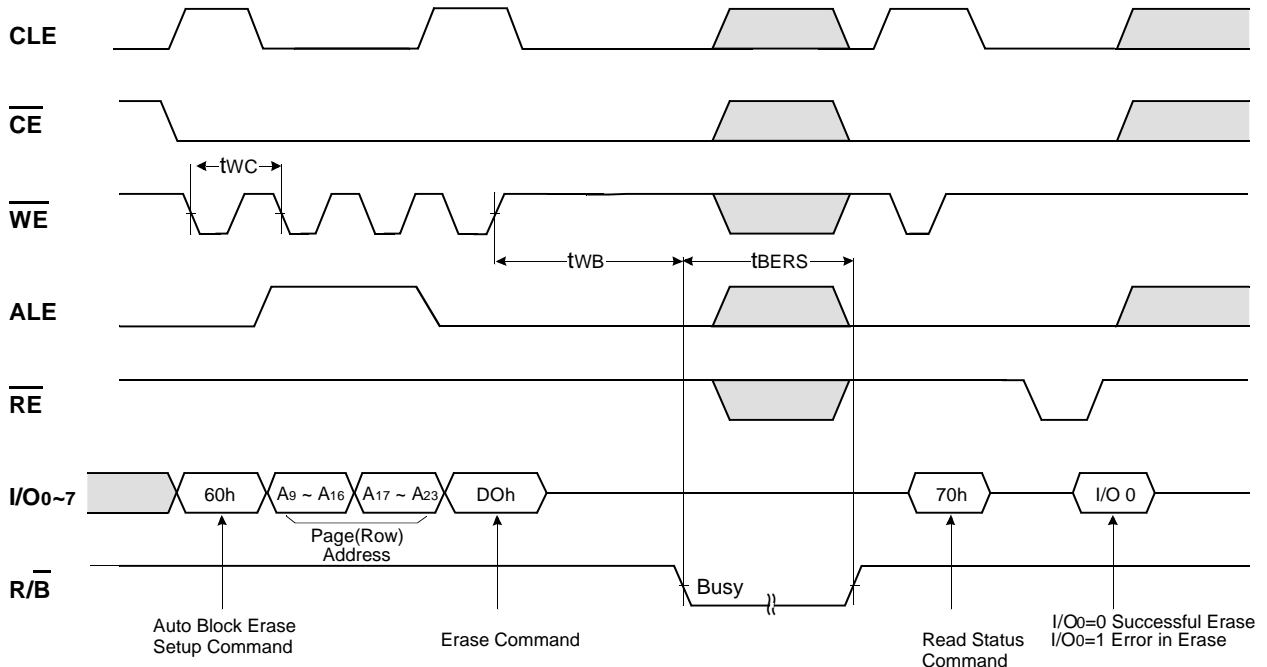 CLE
CE
tWC
WE
tWB
tBERS
ALE
RE
I/O0~7
60h
A9 ~ A16
A17 ~ A23
DOh
70h
I/O 0
Page(Row)
Address
R/B
Busy
Auto Block Erase
Setup Command
Erase Command
Read Status
Command
I/O0=0 Successful Erase
I/O0=1 Error in Erase